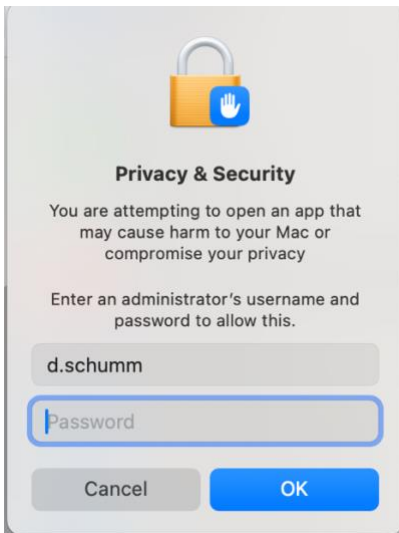 Privacy & Security
You are attempting to open an app that
may cause harm to your Mac or
compromise your privacy
Enter an administrator's username and
password to allow this.
d.schumm
Password
Cancel
OK